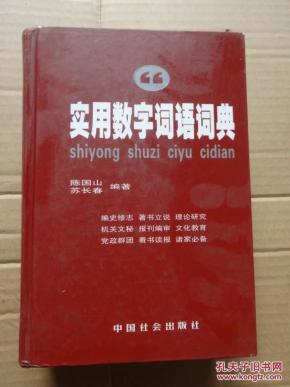 实用数字词语词典
shiyong shuzi ciyu cidian
陈国山
苏长春 编著
编史修志 著书立说 理论研究
机关文秘 报刊编审 文化教育
党政群团 看书读报 诸家必备
中国社会出版社
孔夫子旧书网